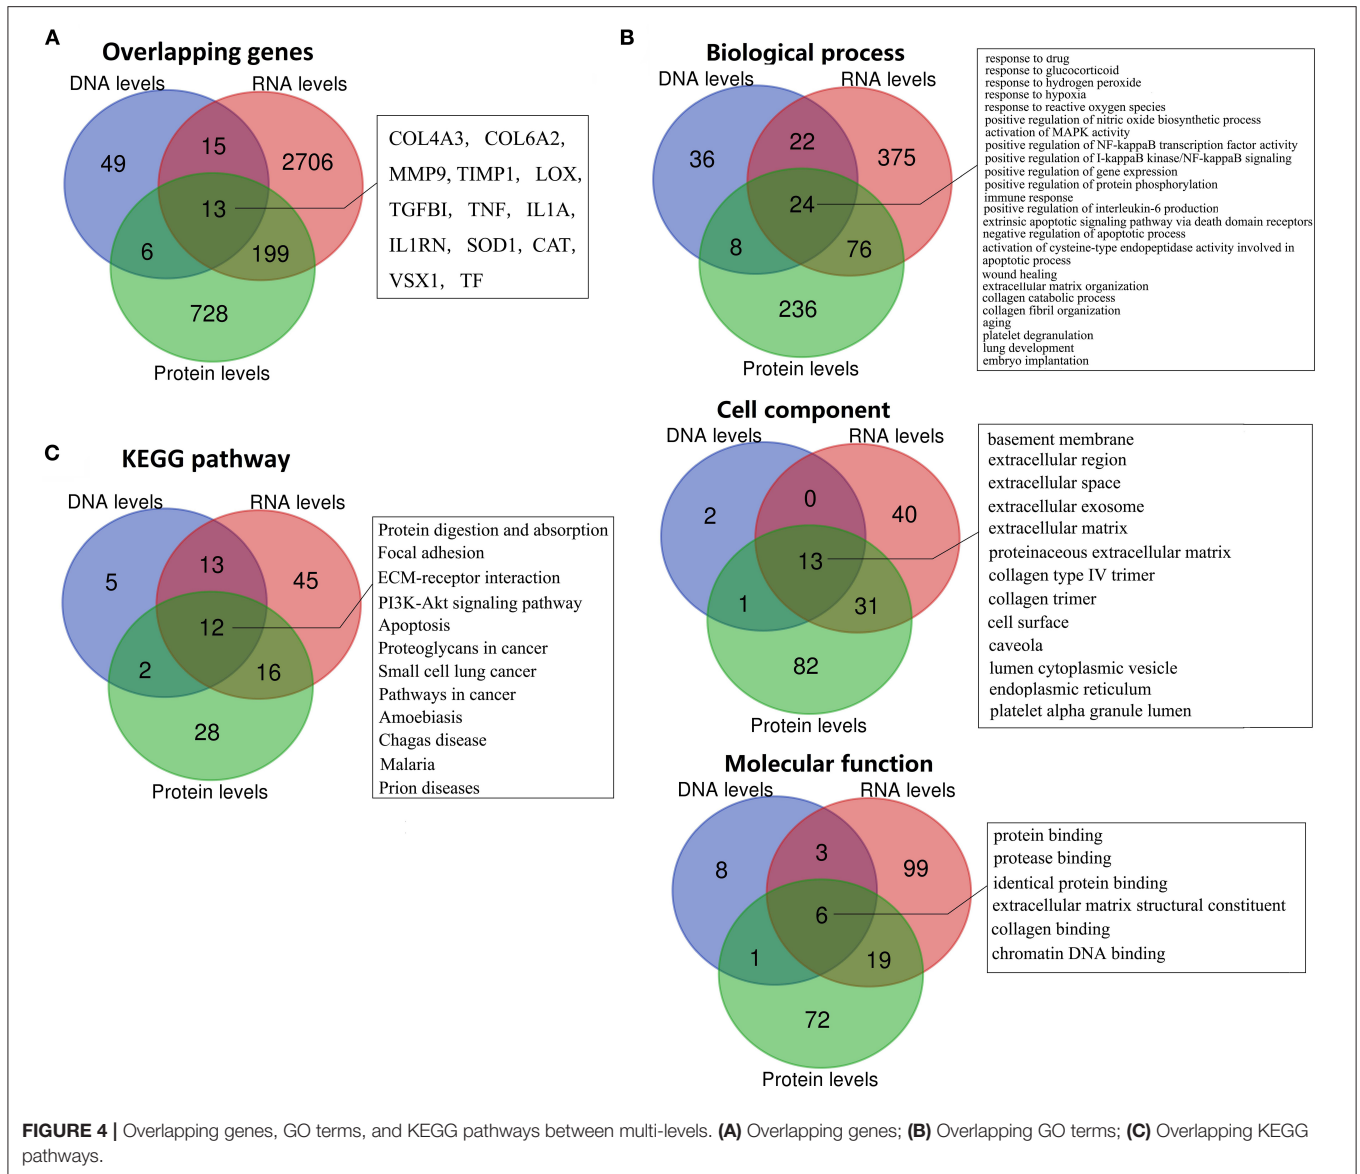 A
Overlapping genes
DNA levels
RNA levels
49
15
2706
13
6
199
728
Protein levels
COL4A3, COL6A2,
MMP9, TIMP1, LOX,
TGFBI, TNF, IL1A,
IL1RN, SOD1, CAT,
VSX1, TF
B
Biological process
DNA levels
RNA levels
36
22
375
24
8
76
236
Protein levels
response to drug
response to glucocorticoid
response to hydrogen peroxide
response to hypoxia
response to reactive oxygen species
positive regulation of nitric oxide biosynthetic process
activation of MAPK activity
positive regulation of NF-kappaB transcription factor activity
positive regulation of I-kappaB kinase/NF-kappaB signaling
positive regulation of gene expression
positive regulation of protein phosphorylation
immune response
positive regulation of interleukin-6 production
extrinsic apoptotic signaling pathway via death domain receptors
negative regulation of apoptotic process
activation of cysteine-type endopeptidase activity involved in
apoptotic process
wound healing
extracellular matrix organization
collagen catabolic process
collagen fibril organization
aging
platelet degranulation
lung development
embryo implantation
Cell component
DNA levels
RNA levels
2
0
40
13
1
31
82
Protein levels
basement membrane
extracellular region
extracellular space
extracellular exosome
extracellular matrix
proteinaceous extracellular matrix
collagen type IV trimer
collagen trimer
cell surface
caveola
lumen cytoplasmic vesicle
endoplasmic reticulum
platelet alpha granule lumen
Molecular function
DNA levels
RNA levels
8
3
99
6
1
19
72
Protein levels
protein binding
protease binding
identical protein binding
extracellular matrix structural constituent
collagen binding
chromatin DNA binding
C
KEGG pathway
DNA levels
RNA levels
5
13
45
12
2
16
28
Protein levels
Protein digestion and absorption
Focal adhesion
ECM-receptor interaction
PI3K-Akt signaling pathway
Apoptosis
Proteoglycans in cancer
Small cell lung cancer
Pathways in cancer
Amoebiasis
Chagas disease
Malaria
Prion diseases
FIGURE 4 | Overlapping genes, GO terms, and KEGG pathways between multi-levels. (A) Overlapping genes; (B) Overlapping GO terms; (C) Overlapping KEGG
pathways.